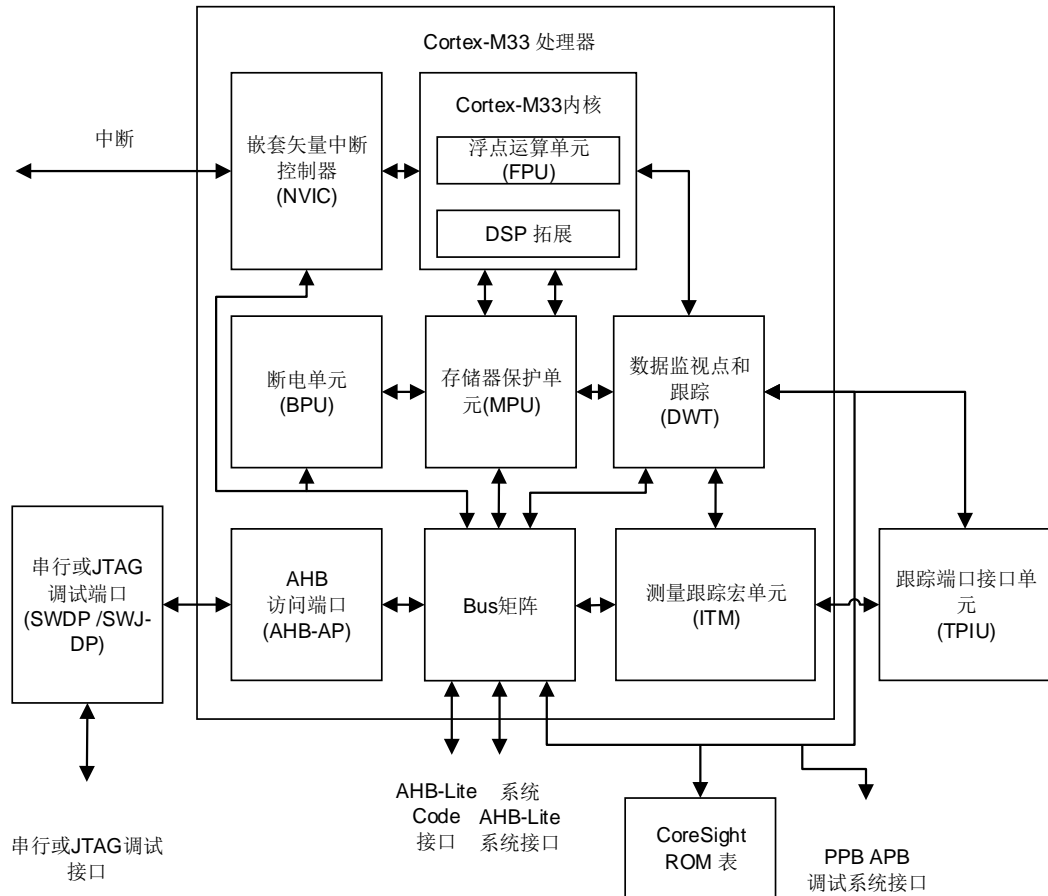 Cortex-M33 处理器
中断
嵌套矢量中断
控制器
(NVIC)
Cortex-M33内核
浮点运算单元
(FPU)
DSP 拓展
断电单元
(BPU)
存储器保护单
元(MPU)
数据监视点和
跟踪
(DWT)
串行或JTAG
调试端口
(SWDP /SWJ-
DP)
AHB
访问端口
(AHB-AP)
Bus矩阵
测量跟踪宏单元
(ITM)
跟踪端口接口单
元
(TPIU)
串行或JTAG调试
接口
AHB-Lite
Code
接口
系统
AHB-Lite
系统接口
CoreSight
ROM 表
PPB APB
调试系统接口